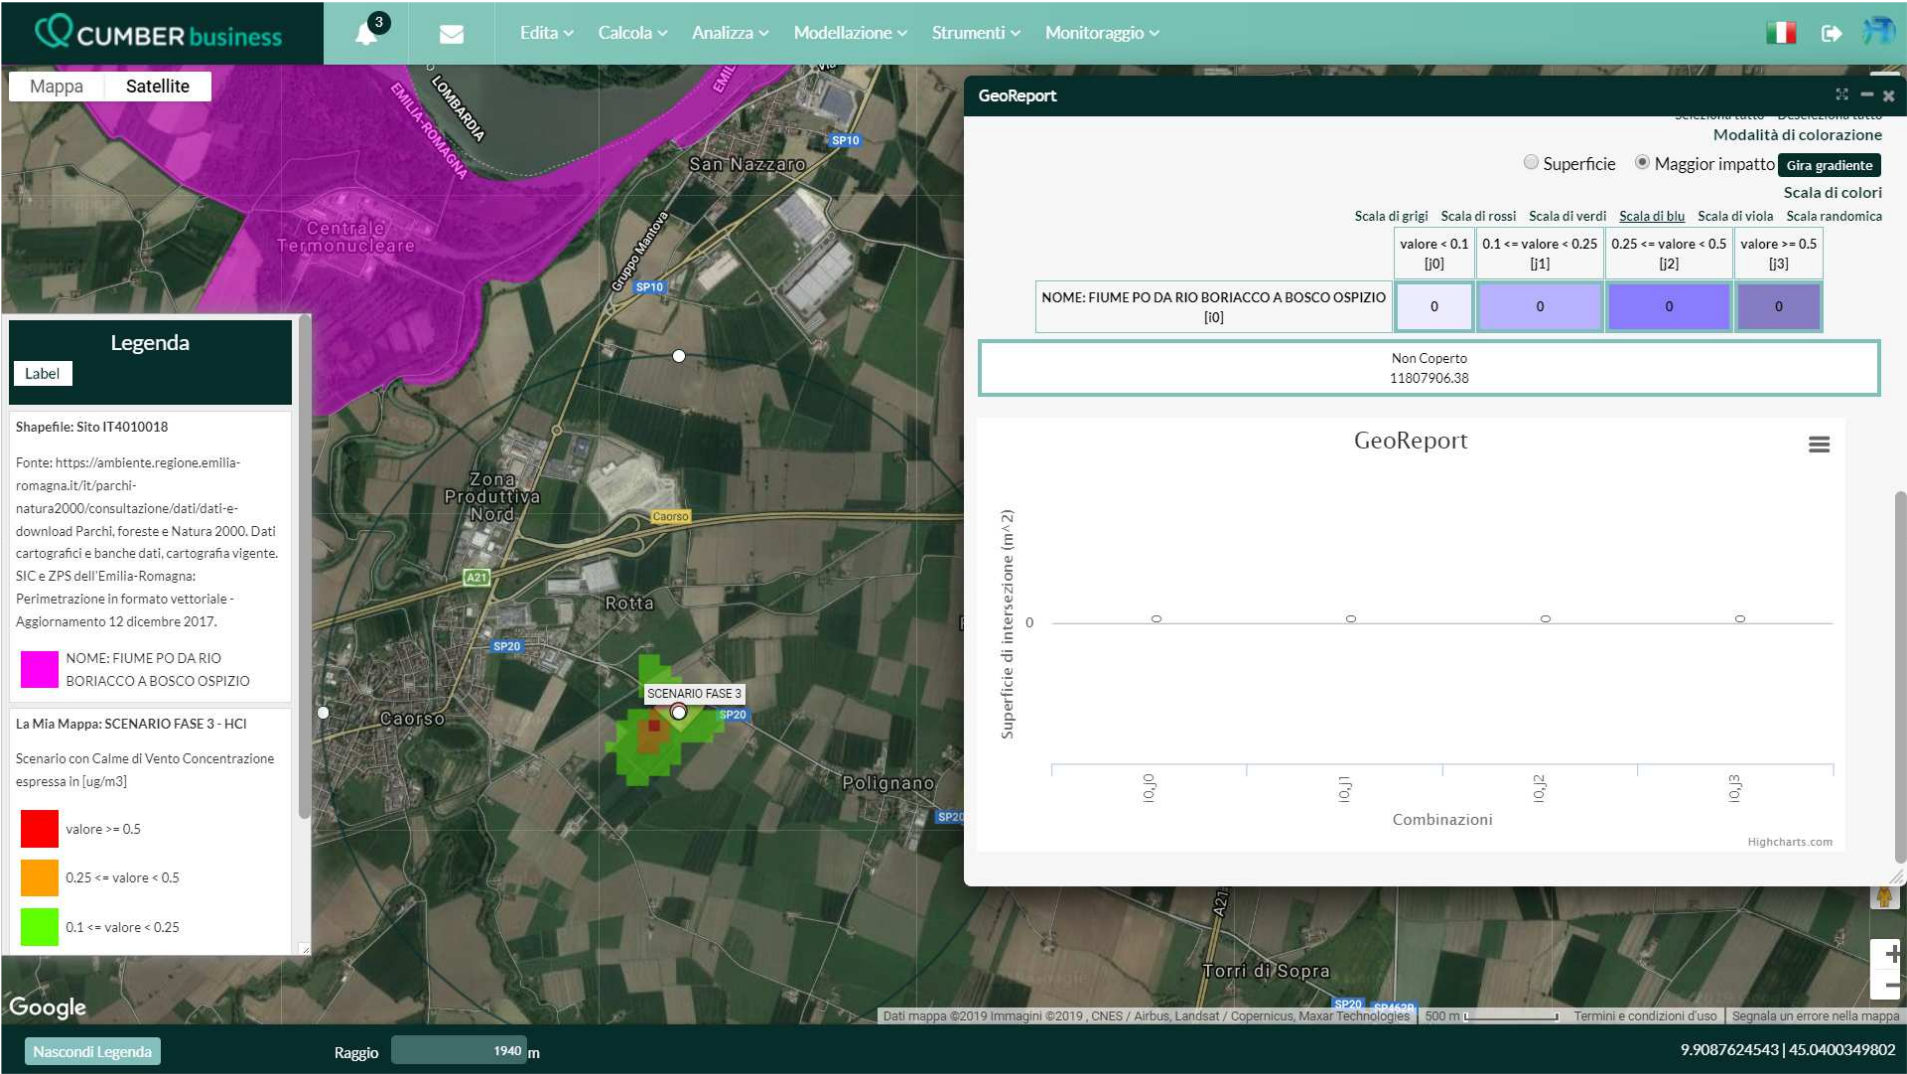 CUMBER business
3
Edita
Calcola
Analizza
Modellazione
Strumenti
Monitoraggio
Mappa
Satellite
LOMBARDIA
EMILIA-ROMAGNA
SP10
San Nazzaro
Centrale
Termonucleare
Gruppo Mantova
SP10
Legenda
Label
Shapefile: Sito IT4010018
Fonte: https://ambiente.regione.emilia-
romagna.it/it/parchi-
natura2000/consultazione/dati/dati-e-
download Parchi, foreste e Natura 2000. Dati
cartografici e banche dati, cartografia vigente.
SIC e ZPS dell'Emilia-Romagna:
Perimetrazione in formato vettoriale -
Aggiornamento 12 dicembre 2017.
NOME: FIUME PO DA RIO
BORIACCO A BOSCO OSPIZIO
La Mia Mappa: SCENARIO FASE 3 - HCl
Scenario con Calme di Vento Concentrazione
espressa in [ug/m3]
valore >= 0.5
0.25 <= valore < 0.5
0.1 <= valore < 0.25
Zona
Produttiva
Nord
Caorso
A21
Rotta
SP20
SCENARIO FASE 3
SP20
Caorso
Polignano
SP20
A21
Torri di Sopra
SP20
SP462R
GeoReport
Seleziona tutto Deseleziona tutto
Modalità di colorazione
Superficie Maggior impatto Gira gradiente
Scala di colori
Scala di grigi Scala di rossi Scala di verdi Scala di blu Scala di viola Scala randomica
valore < 0.1 0.1 <= valore < 0.25 0.25 <= valore < 0.5 valore >= 0.5
[j0] [j1] [j2] [j3]
NOME: FIUME PO DA RIO BORIACCO A BOSCO OSPIZIO
[i0]
0 0 0 0
Non Coperto
11807906.38
GeoReport
Superficie di intersezione (m^2)
0
0 0 0 0
i0,j0 i0,j1 i0,j2 i0,j3
Combinazioni
Highcharts.com
Google
Dati mappa ©2019 Immagini ©2019 , CNES / Airbus, Landsat / Copernicus, Maxar Technologies 500 m Termini e condizioni d'uso Segnala un errore nella mappa
Nascondi Legenda
Raggio 1940 m
9.9087624543 | 45.0400349802